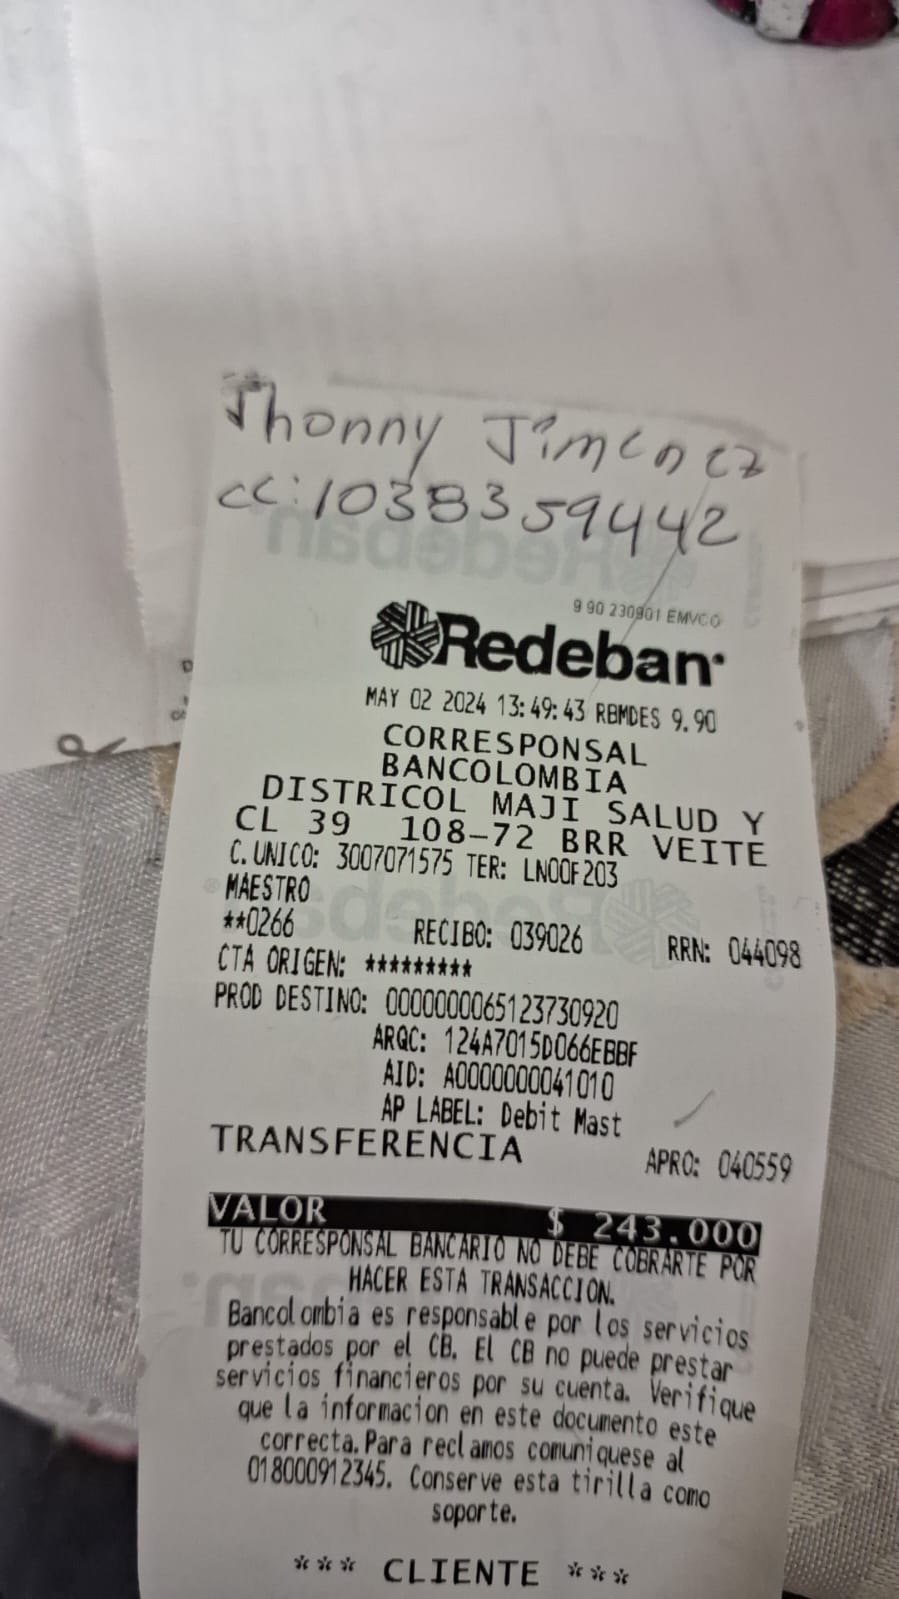 Jhonny Jimenez
cc: 1038359442
9 90 230901 EMVCO
Redeban
MAY 02 2024 13:49:43 RBMDES 9.90
CORRESPONSAL
BANCOLOMBIA
DISTRICOL MAJI SALUD Y
CL 39 108-72 BRR VEITE
C. UNICO: 3007071575 TER: LN00F203
MAESTRO
**0266 RECIBO: 039026 RRN: 044098
CTA ORIGEN: *********
PROD DESTINO: 0000000065123730920
ARQC: 124A7015D066EBBF
AID: A0000000041010
AP LABEL: Debit Mast
TRANSFERENCIA APRO: 040559
VALOR $ 243.000
TU CORRESPONSAL BANCARIO NO DEBE COBRARTE POR
HACER ESTA TRANSACCION.
Bancolombia es responsable por los servicios
prestados por el CB. El CB no puede prestar
servicios financieros por su cuenta. Verifique
que la informacion en este documento este
correcta. Para reclamos comuniquese al
018000912345. Conserve esta tirilla como
soporte.
*** CLIENTE ***